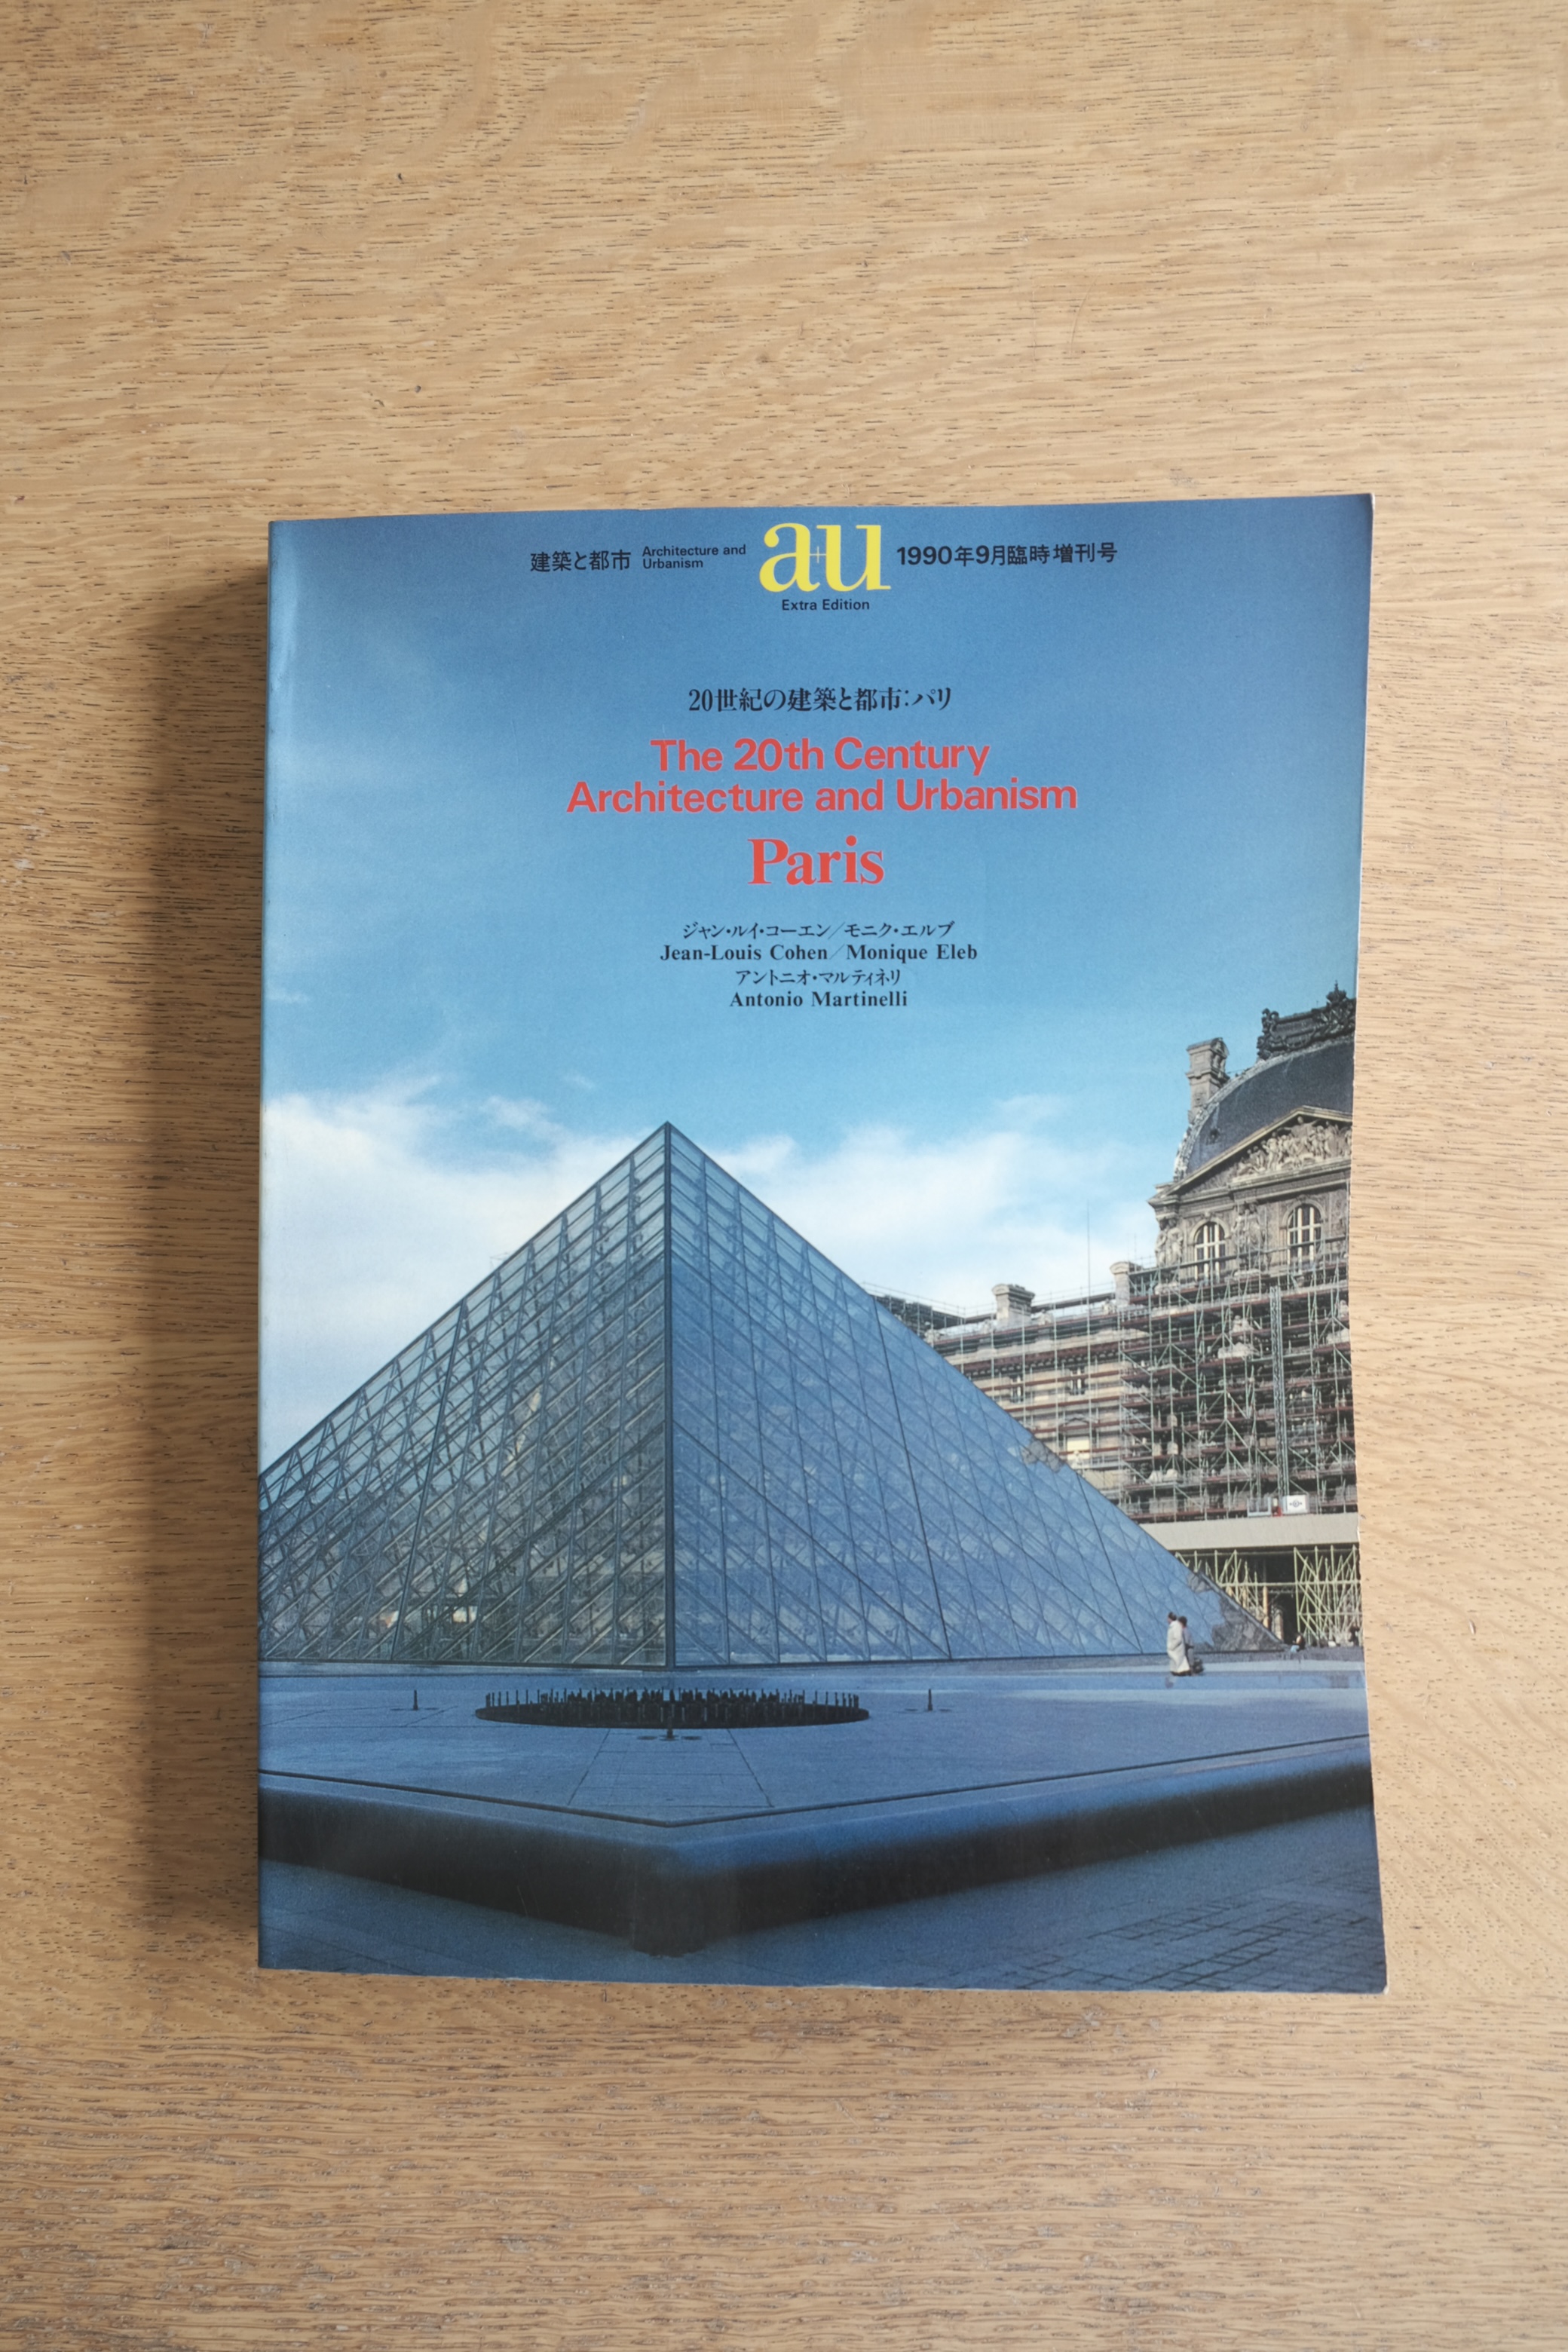 建築と都市 Architecture and Urbanism a+u 1990年9月臨時増刊号
Extra Edition
20世紀の建築と都市:パリ
The 20th Century
Architecture and Urbanism
Paris
ジャン・ルイ・コーエン/モニク・エルブ
Jean-Louis Cohen/Monique Eleb
アントニオ・マルティネリ
Antonio Martinelli